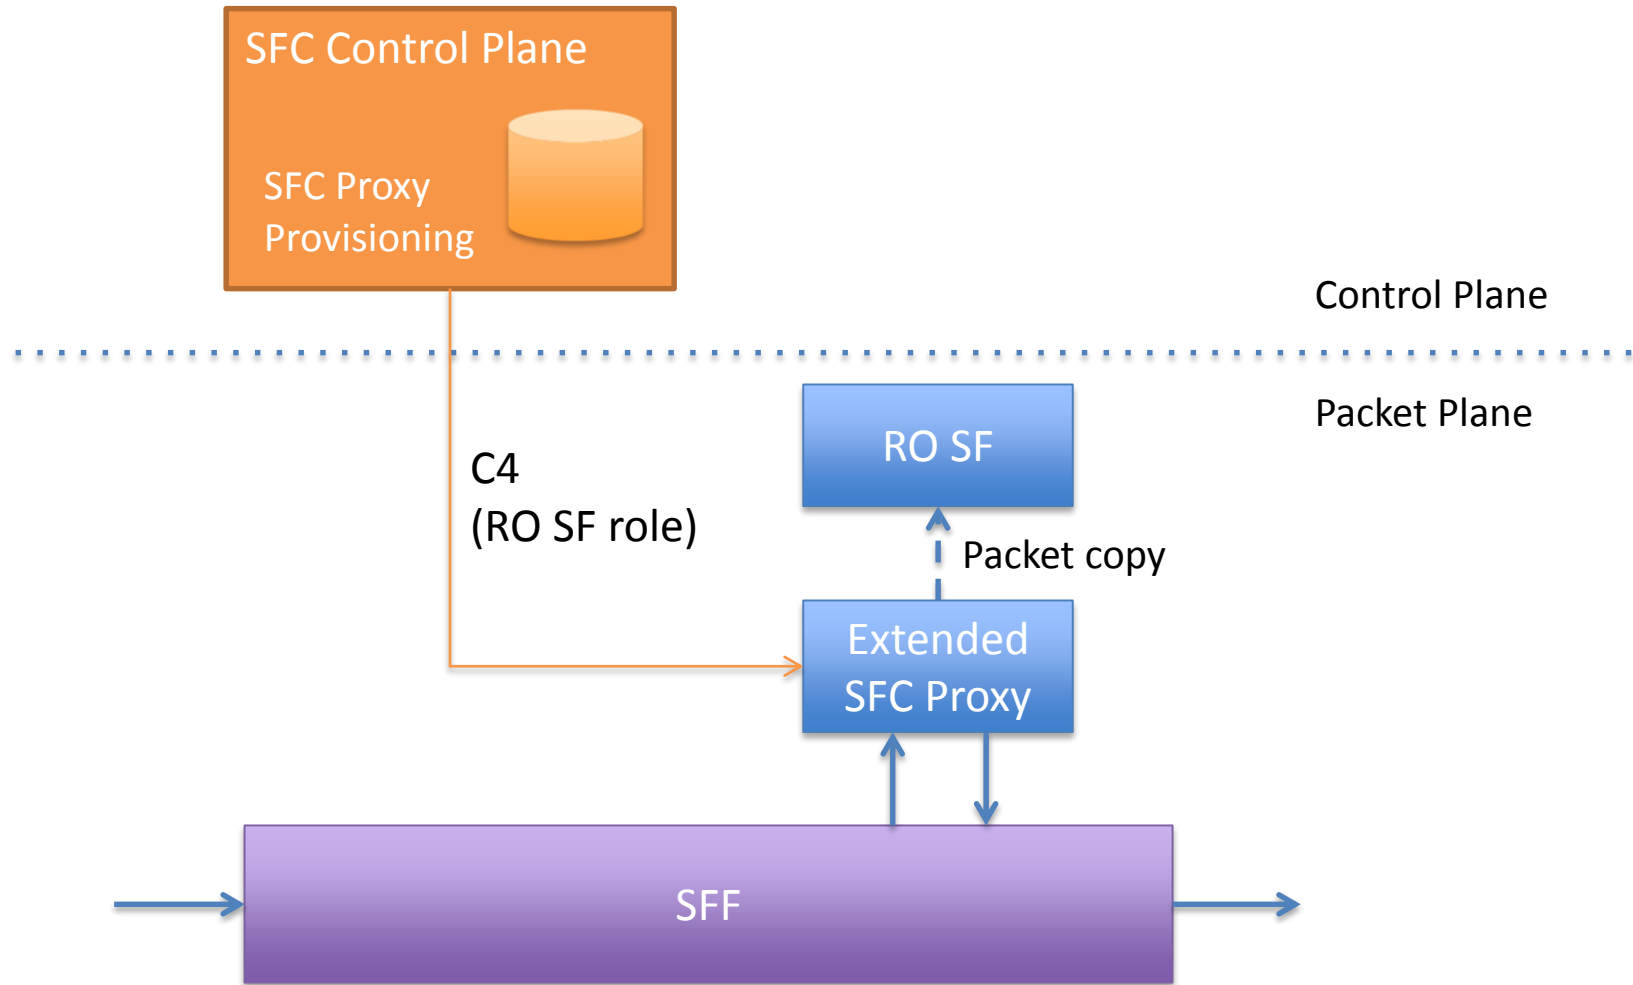 SFC Control Plane
SFC Proxy
Provisioning
Control Plane
Packet Plane
RO SF
C4
(RO SF role)
Packet copy
Extended
SFC Proxy
SFF